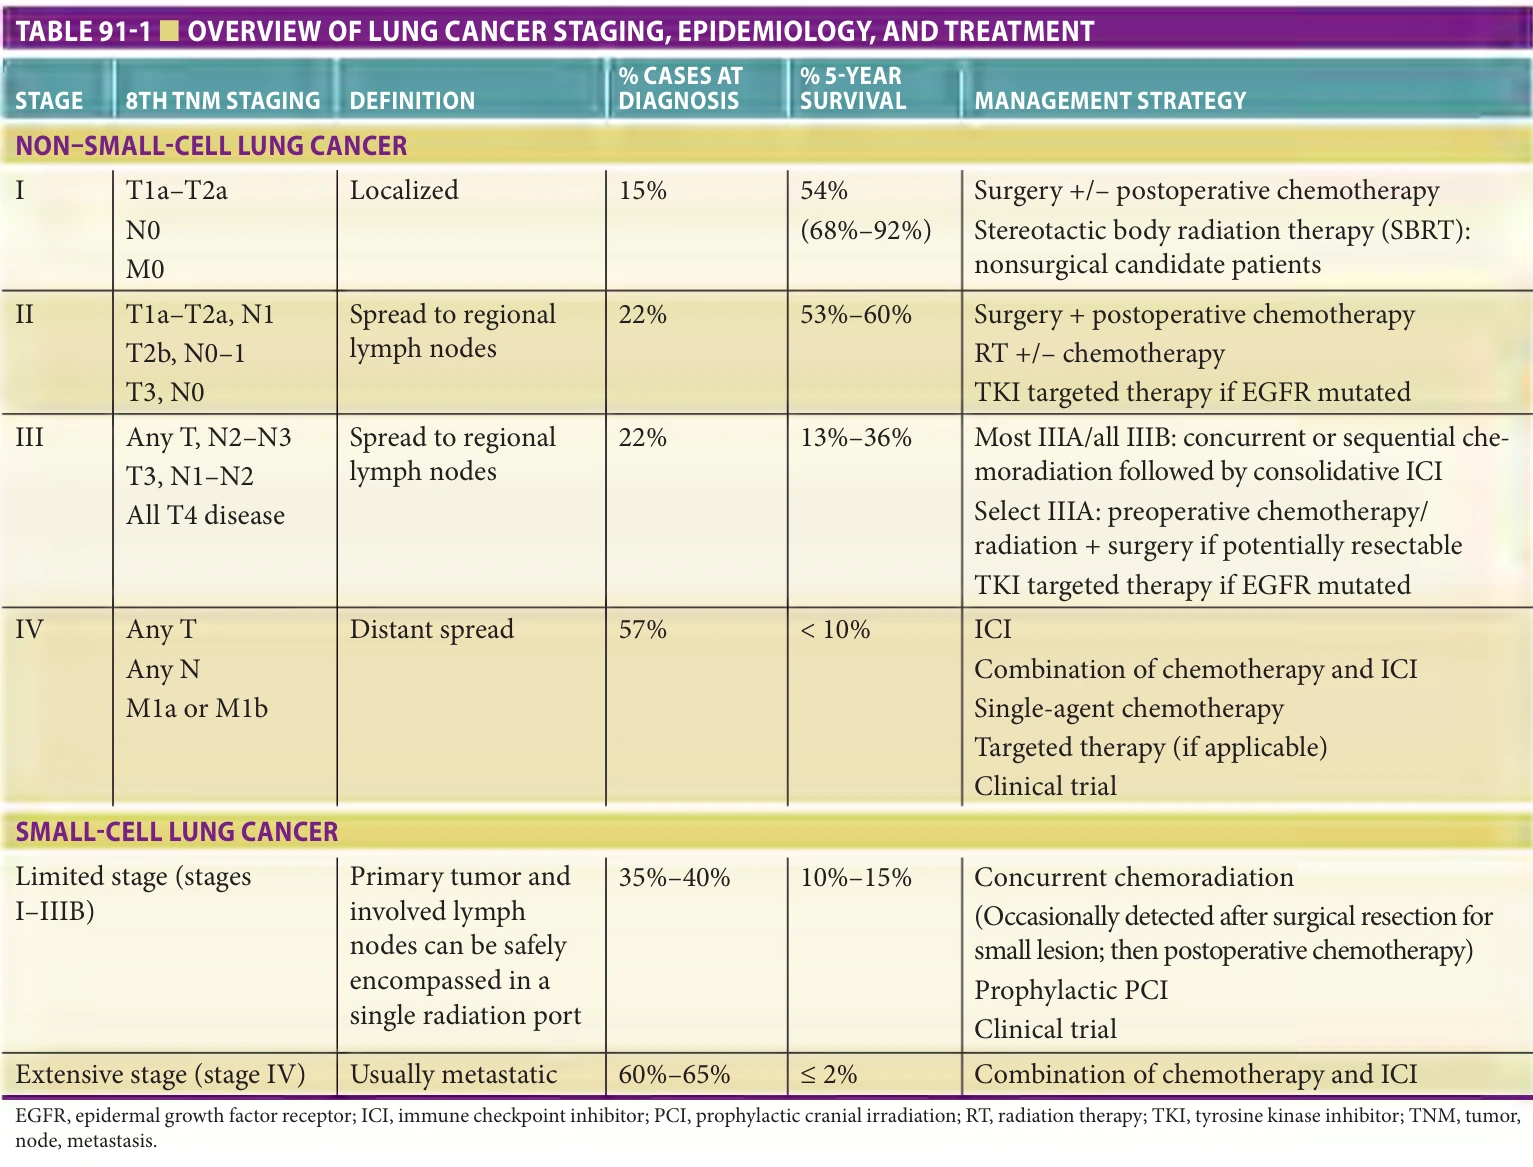 TABLE 91-1 ■ OVERVIEW OF LUNG CANCER STAGING, EPIDEMIOLOGY, AND TREATMENT
STAGE 8TH TNM STAGING DEFINITION % CASES AT DIAGNOSIS % 5-YEAR SURVIVAL MANAGEMENT STRATEGY
NON–SMALL-CELL LUNG CANCER
I T1a–T2a Localized 15% 54% Surgery +/– postoperative chemotherapy
N0 (68%–92%) Stereotactic body radiation therapy (SBRT):
M0 nonsurgical candidate patients
II T1a–T2a, N1 Spread to regional 22% 53%–60% Surgery + postoperative chemotherapy
T2b, N0–1 lymph nodes RT +/– chemotherapy
T3, N0 TKI targeted therapy if EGFR mutated
III Any T, N2–N3 Spread to regional 22% 13%–36% Most IIIA/all IIIB: concurrent or sequential che-
T3, N1–N2 lymph nodes moradiation followed by consolidative ICI
All T4 disease Select IIIA: preoperative chemotherapy/
radiation + surgery if potentially resectable
TKI targeted therapy if EGFR mutated
IV Any T Distant spread 57% < 10% ICI
Any N Combination of chemotherapy and ICI
M1a or M1b Single-agent chemotherapy
Targeted therapy (if applicable)
Clinical trial
SMALL-CELL LUNG CANCER
Limited stage (stages Primary tumor and 35%–40% 10%–15% Concurrent chemoradiation
I–IIIB) involved lymph (Occasionally detected after surgical resection for
nodes can be safely small lesion; then postoperative chemotherapy)
encompassed in a Prophylactic PCI
single radiation port Clinical trial
Extensive stage (stage IV) Usually metastatic 60%–65% ≤ 2% Combination of chemotherapy and ICI
EGFR, epidermal growth factor receptor; ICI, immune checkpoint inhibitor; PCI, prophylactic cranial irradiation; RT, radiation therapy; TKI, tyrosine kinase inhibitor; TNM, tumor,
node, metastasis.